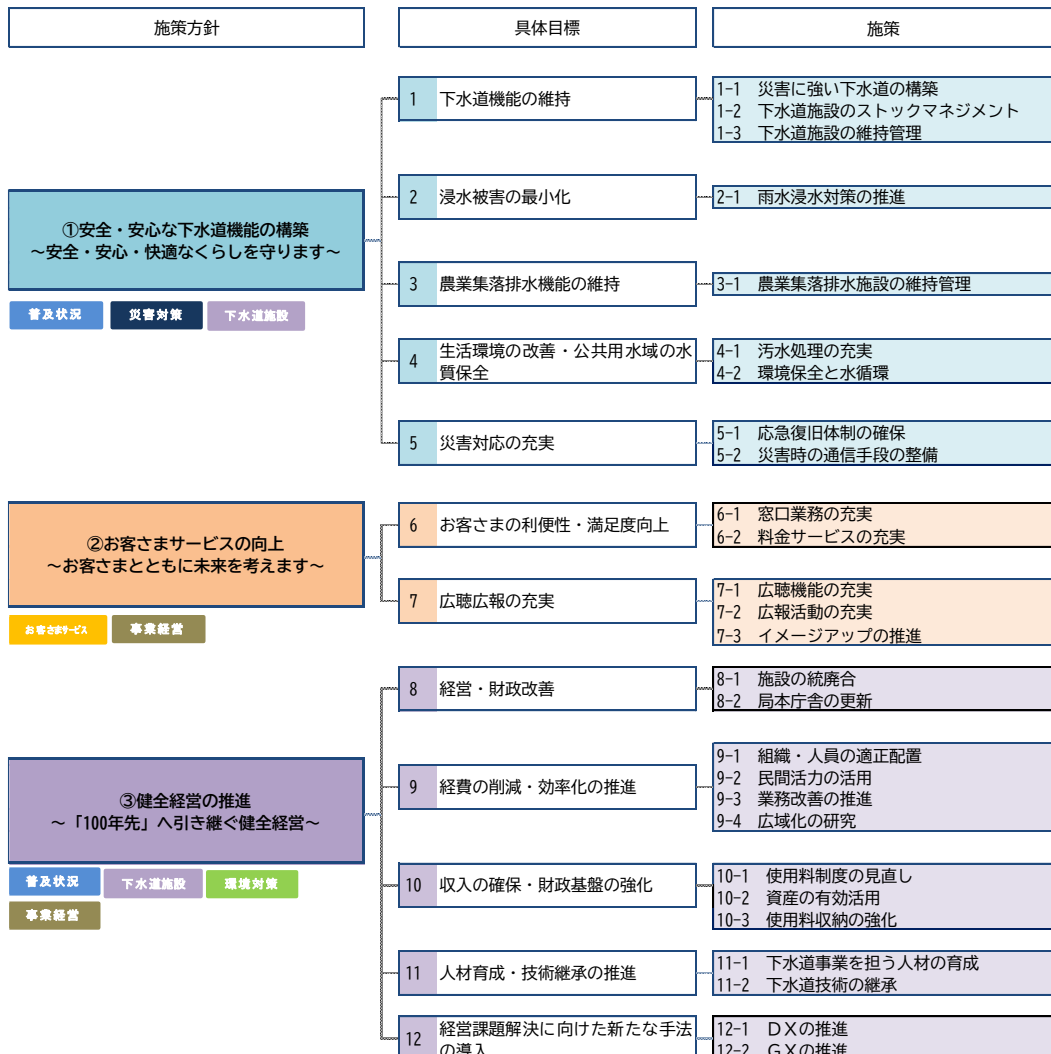 施策方針
具体目標
施策
①安全・安心な下水道機能の構築
～安全・安心・快適なくらしを守ります～
普及状況
災害対策
下水道施設
1 下水道機能の維持
1-1 災害に強い下水道の構築
1-2 下水道施設のストックマネジメント
1-3 下水道施設の維持管理
2 浸水被害の最小化
2-1 雨水浸水対策の推進
3 農業集落排水機能の維持
3-1 農業集落排水施設の維持管理
4 生活環境の改善・公共用水域の水
質保全
4-1 汚水処理の充実
4-2 環境保全と水循環
5 災害対応の充実
5-1 応急復旧体制の確保
5-2 災害時の通信手段の整備
②お客さまサービスの向上
～お客さまとともに未来を考えます～
お客さまサービス
事業経営
6 お客さまの利便性・満足度向上
6-1 窓口業務の充実
6-2 料金サービスの充実
7 広聴広報の充実
7-1 広聴機能の充実
7-2 広報活動の充実
7-3 イメージアップの推進
③健全経営の推進
～「100年先」へ引き継ぐ健全経営～
普及状況
下水道施設
環境対策
事業経営
8 経営・財政改善
8-1 施設の統廃合
8-2 局本庁舎の更新
9 経費の削減・効率化の推進
9-1 組織・人員の適正配置
9-2 民間活力の活用
9-3 業務改善の推進
9-4 広域化の研究
10 収入の確保・財政基盤の強化
10-1 使用料制度の見直し
10-2 資産の有効活用
10-3 使用料収納の強化
11 人材育成・技術継承の推進
11-1 下水道事業を担う人材の育成
11-2 下水道技術の継承
12 経営課題解決に向けた新たな手法
の導入
12-1 ＤＸの推進
12-2 ＧＸの推進